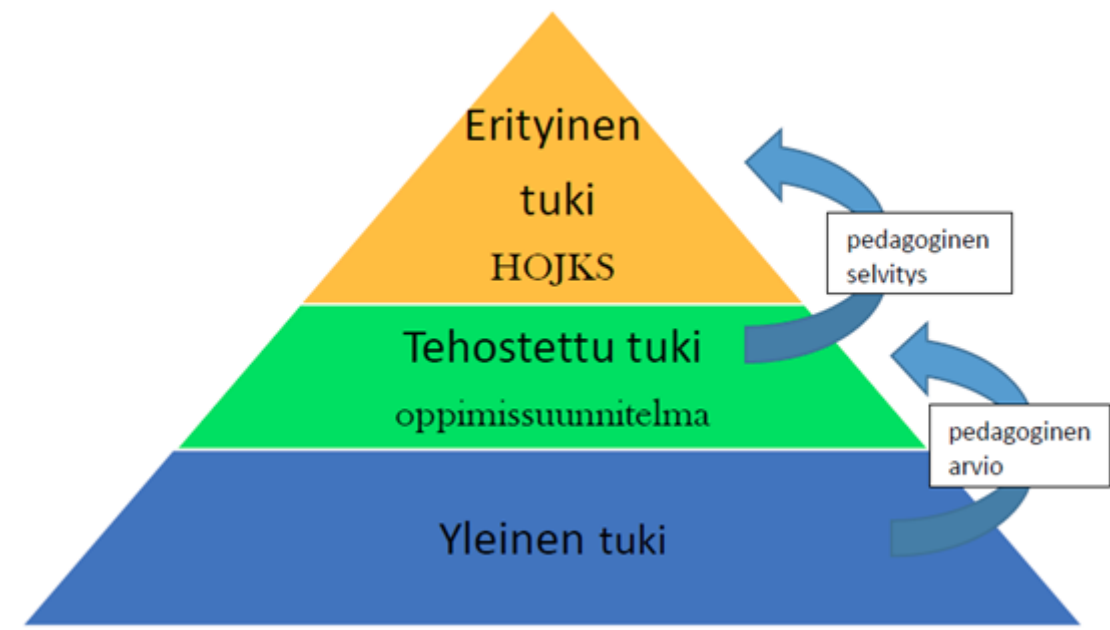 Erityinen
tuki
HOJKS
pedagoginen
selvitys
Tehostettu tuki
oppimissuunnitelma
pedagoginen
arvio
Yleinen tuki